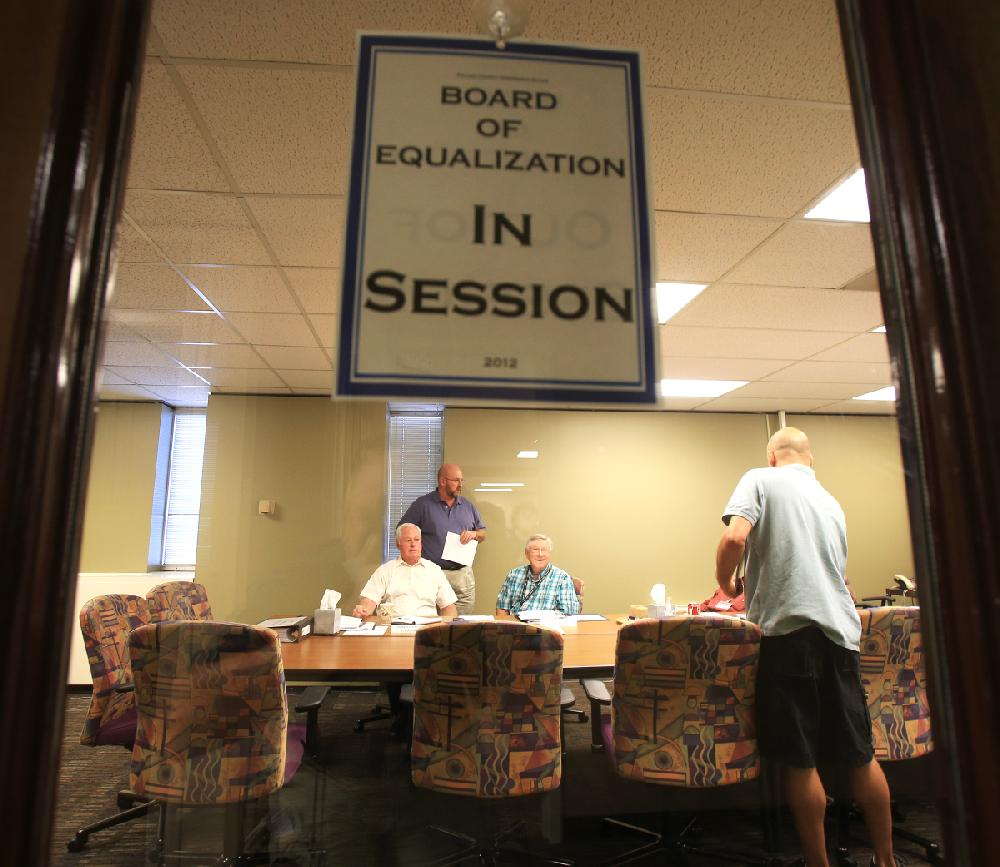 BOARD
OF
EQUALIZATION
IN
SESSION
2012